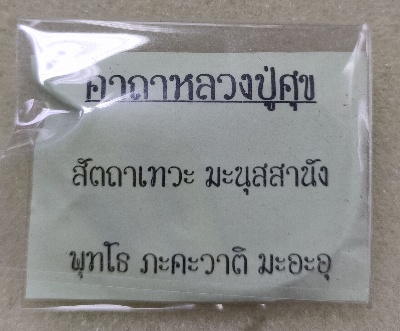 คาถาหลวงปู่ศุข
สัตถาเทวะ มะนุสสานัง
พุทโธ ภะคะวาติ มะอะอุ